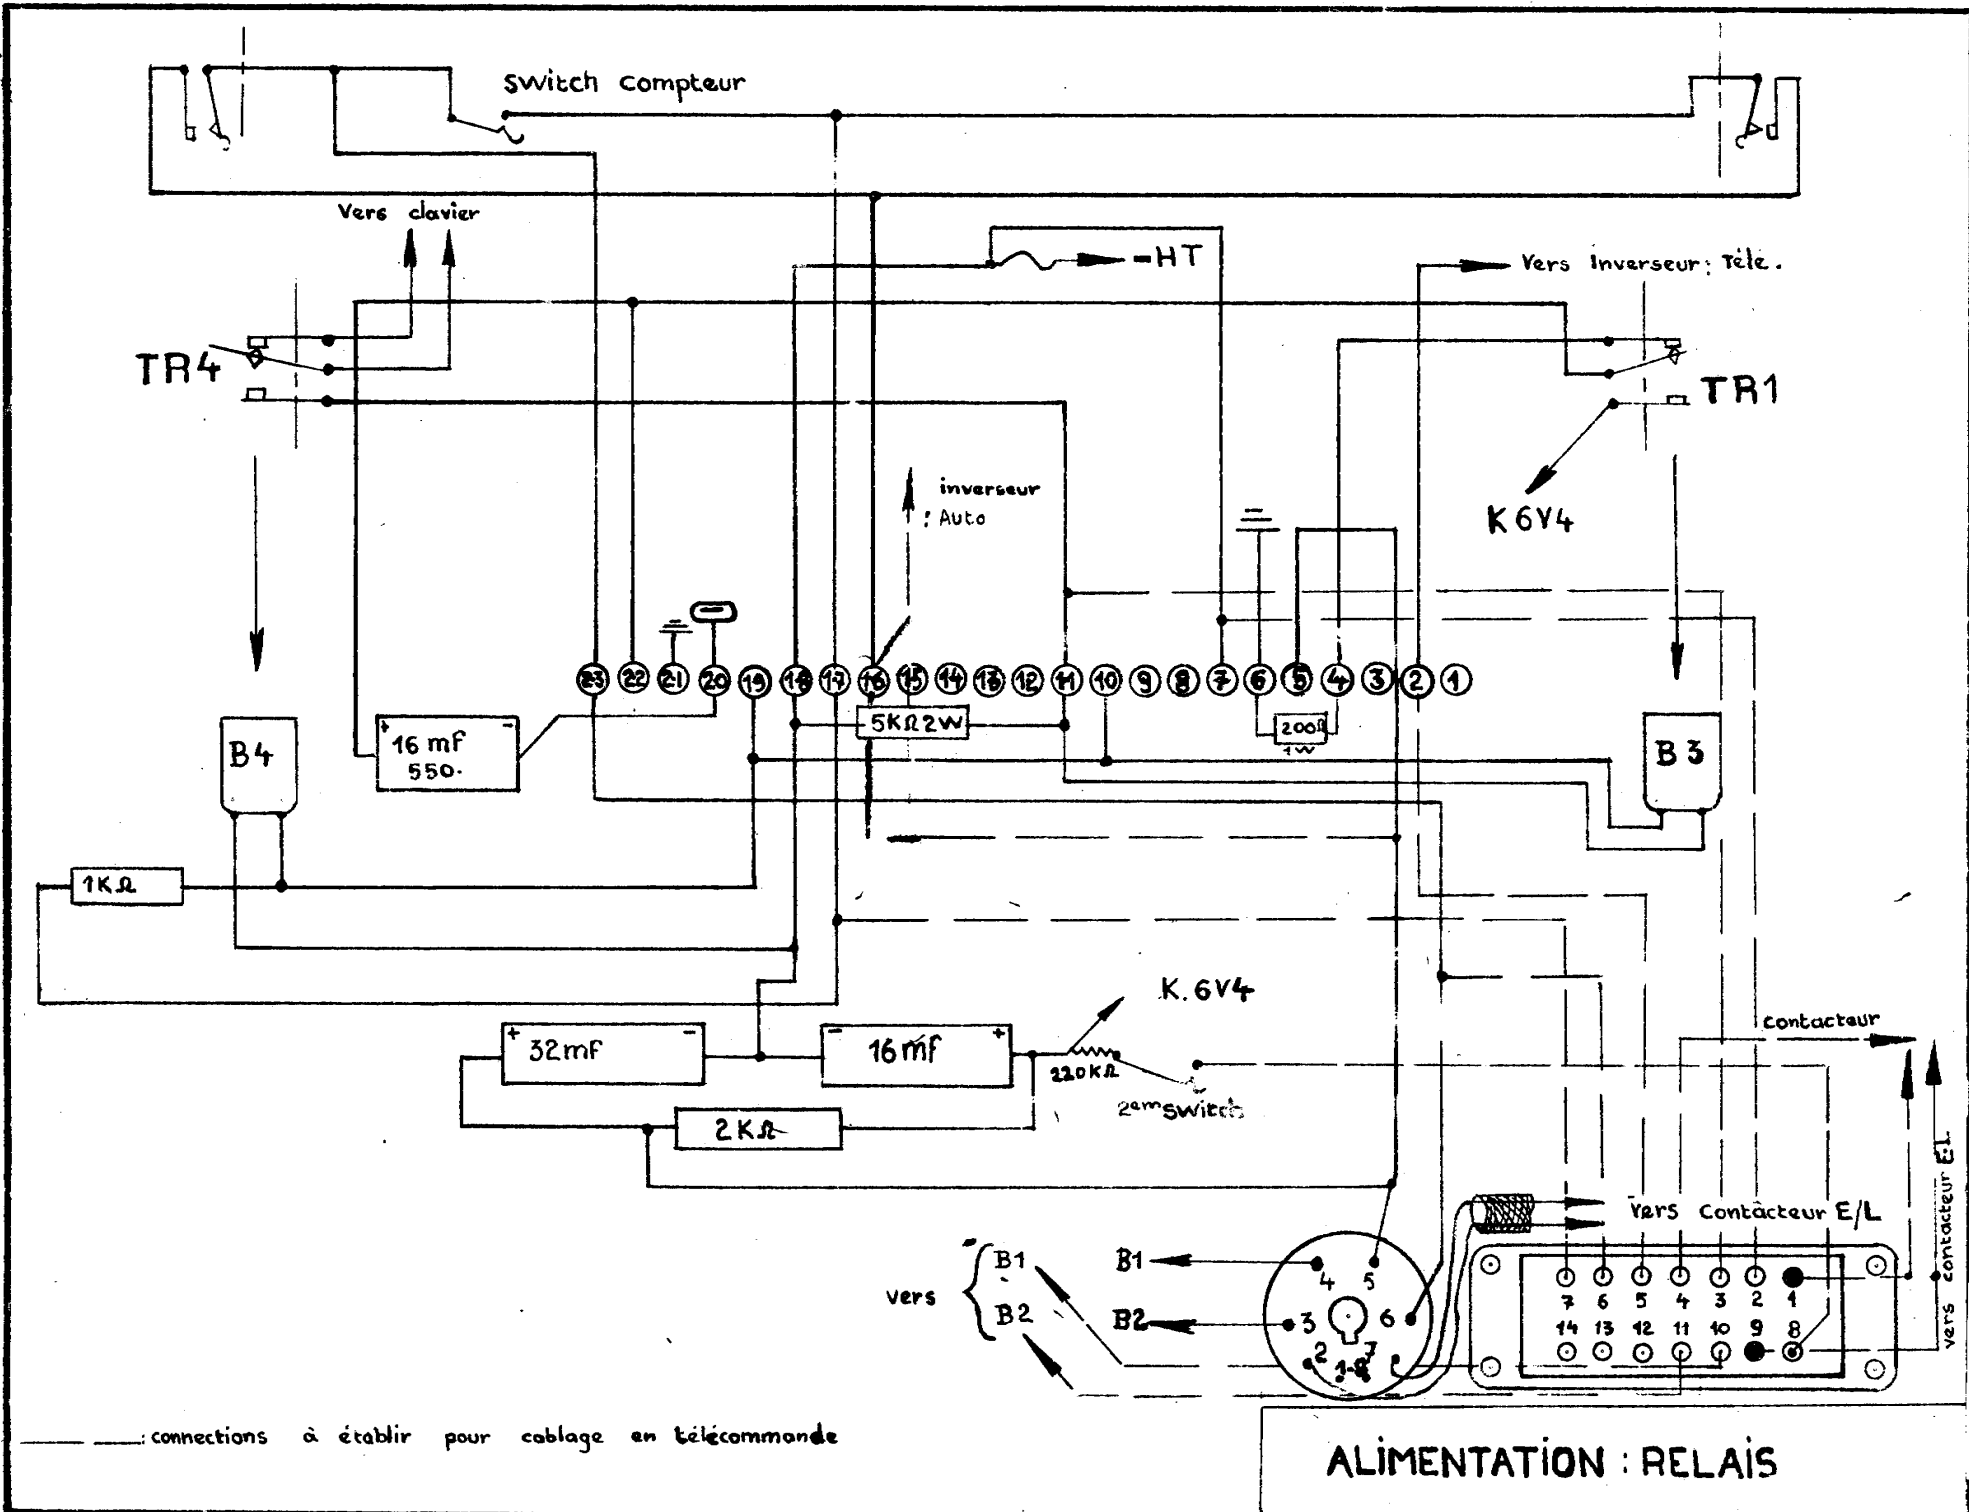 Switch Compteur
Vers clavier
-HT
Vers Inverseur: Télé.
TR4
TR1
inverseur
: Auto
K 6V4
23 22 21 20 19 18 17 16 15 14 13 12 11 10 9 8 7 6 5 4 3 2 1
+ -
16 mf
550.
5KΩ2W
200Ω
1W
B4
B3
1KΩ
K. 6V4
+ -
32mf
- +
16mf
220KΩ
2em Switch
2KΩ
contacteur
vers contacteur E.L.
Vers Contacteur E/L
vers
B1
B2
B1
B2
4 5
3 6
2 7
1-8
7 6 5 4 3 2 1
14 13 12 11 10 9 8
: connections à établir pour cablage en télécommande
ALIMENTATION : RELAIS